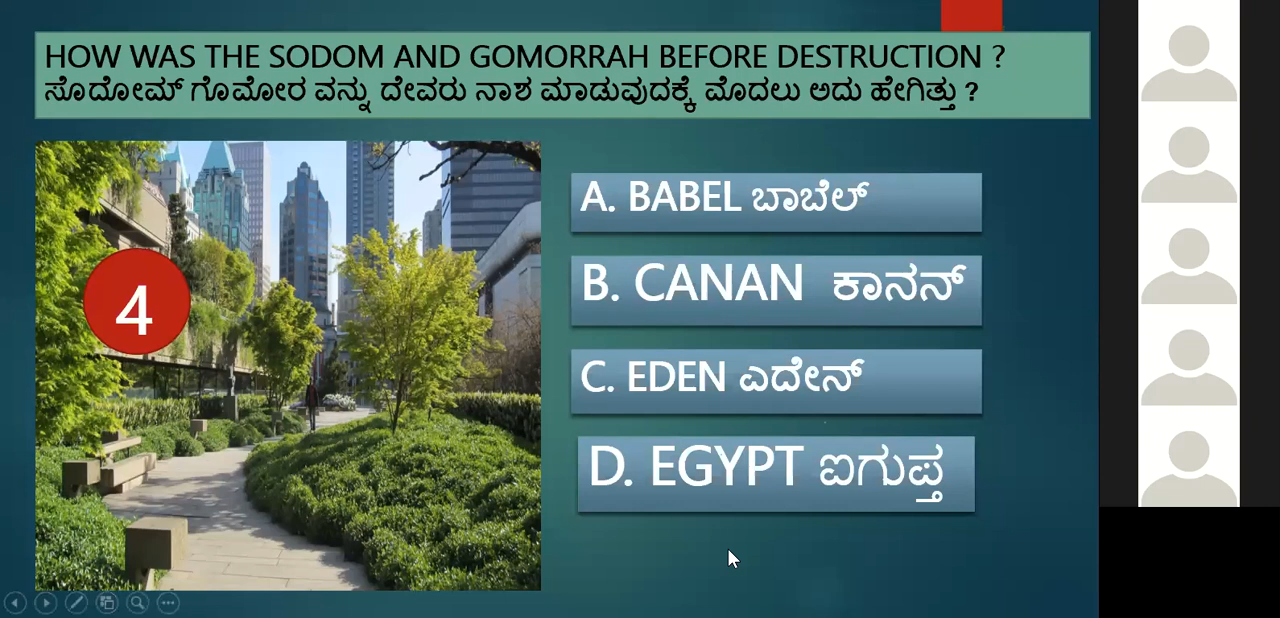 HOW WAS THE SODOM AND GOMORRAH BEFORE DESTRUCTION ?
ಸೊದೋಮ್ ಗೊಮೋರ ವನ್ನು ದೇವರು ನಾಶ ಮಾಡುವುದಕ್ಕೆ ಮೊದಲು ಅದು ಹೇಗಿತ್ತು ?
4
A. BABEL ಬಾಬೆಲ್
B. CANAN ಕಾನನ್
C. EDEN ಎದೇನ್
D. EGYPT ಐಗುಪ್ತ